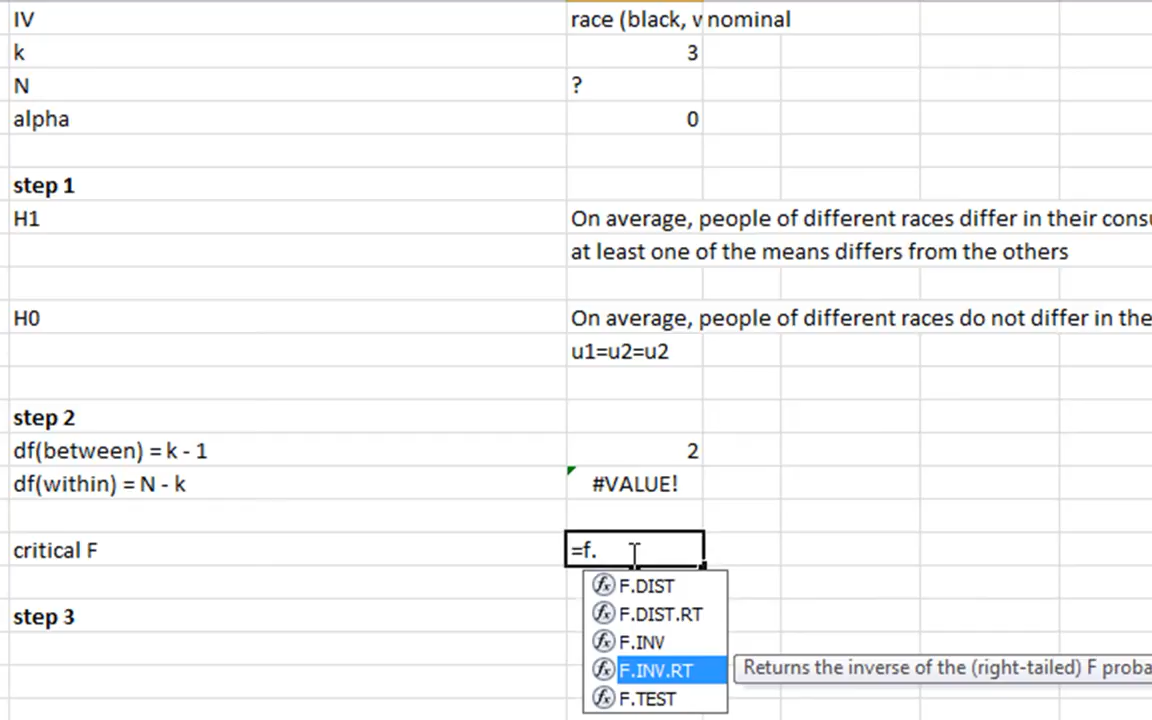 IV race (black, w nominal
k 3
N ?
alpha 0
step 1
H1 On average, people of different races differ in their consu
at least one of the means differs from the others
H0 On average, people of different races do not differ in the
u1=u2=u2
step 2
df(between) = k - 1 2
df(within) = N - k #VALUE!
critical F =f.
F.DIST
step 3 F.DIST.RT
F.INV
F.INV.RT Returns the inverse of the (right-tailed) F proba
F.TEST